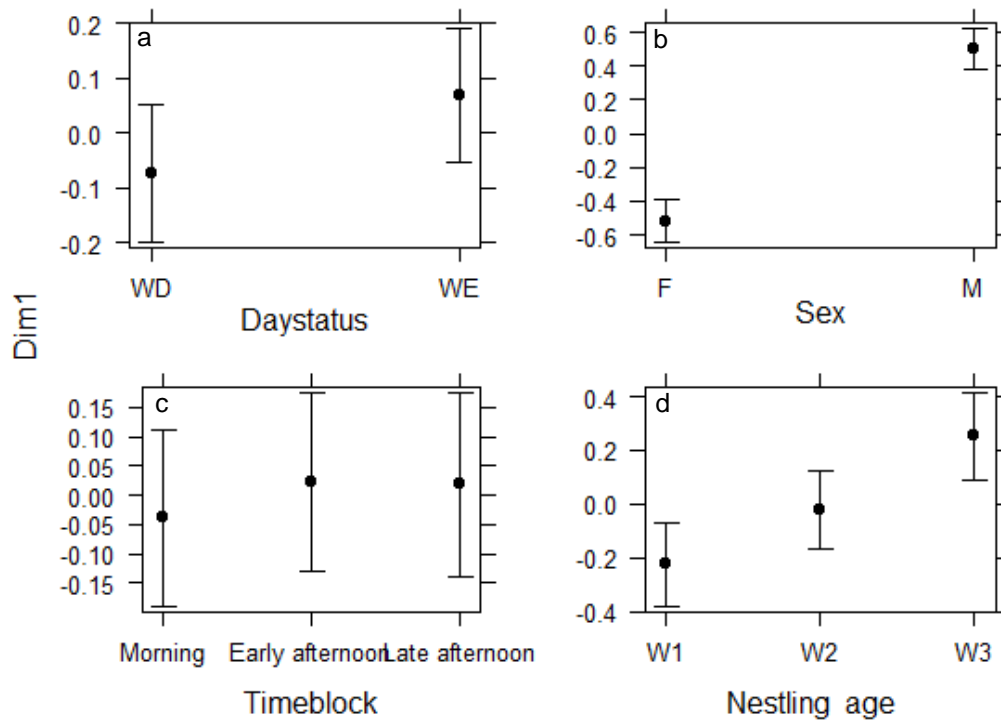 Dim1
a
0.2
0.1
0.0
-0.1
-0.2
WD WE
Daystatus
b
0.6
0.4
0.2
0.0
-0.2
-0.4
-0.6
F M
Sex
c
0.15
0.10
0.05
0.00
-0.05
-0.10
-0.15
Morning Early afternoon Late afternoon
Timeblock
d
0.4
0.2
0.0
-0.2
-0.4
W1 W2 W3
Nestling age